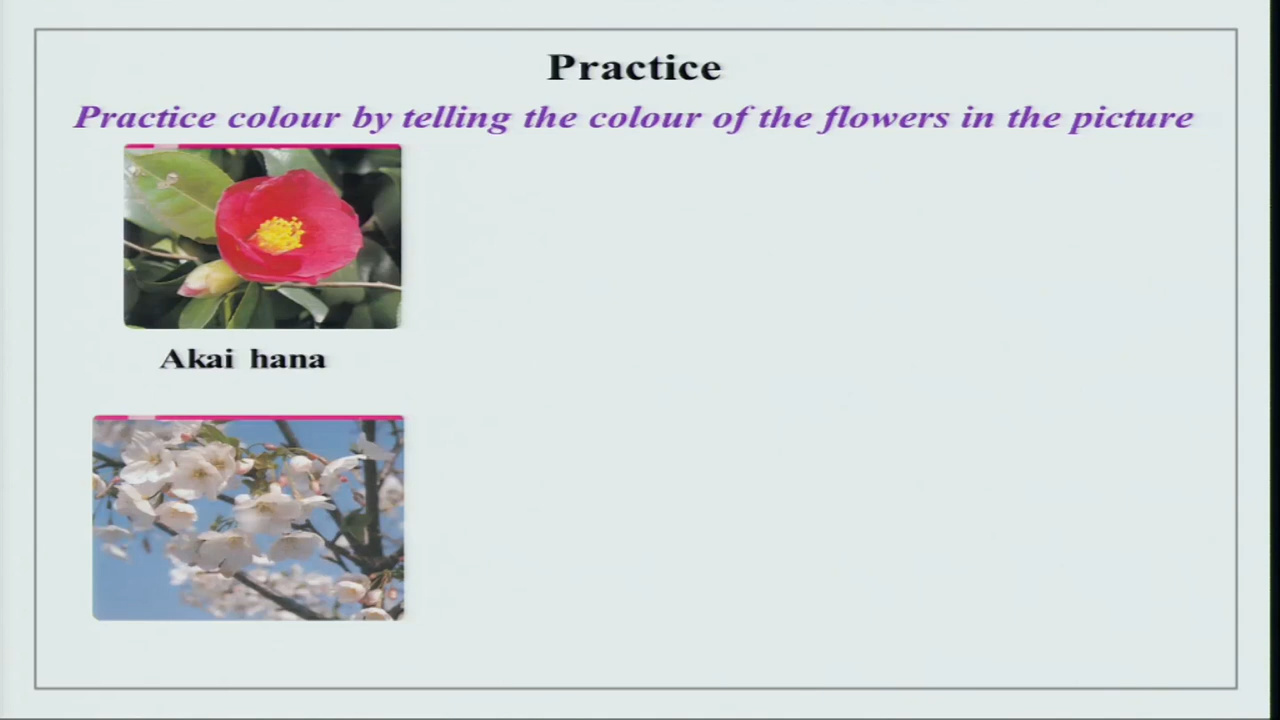 Practice
Practice colour by telling the colour of the flowers in the picture
Akai hana